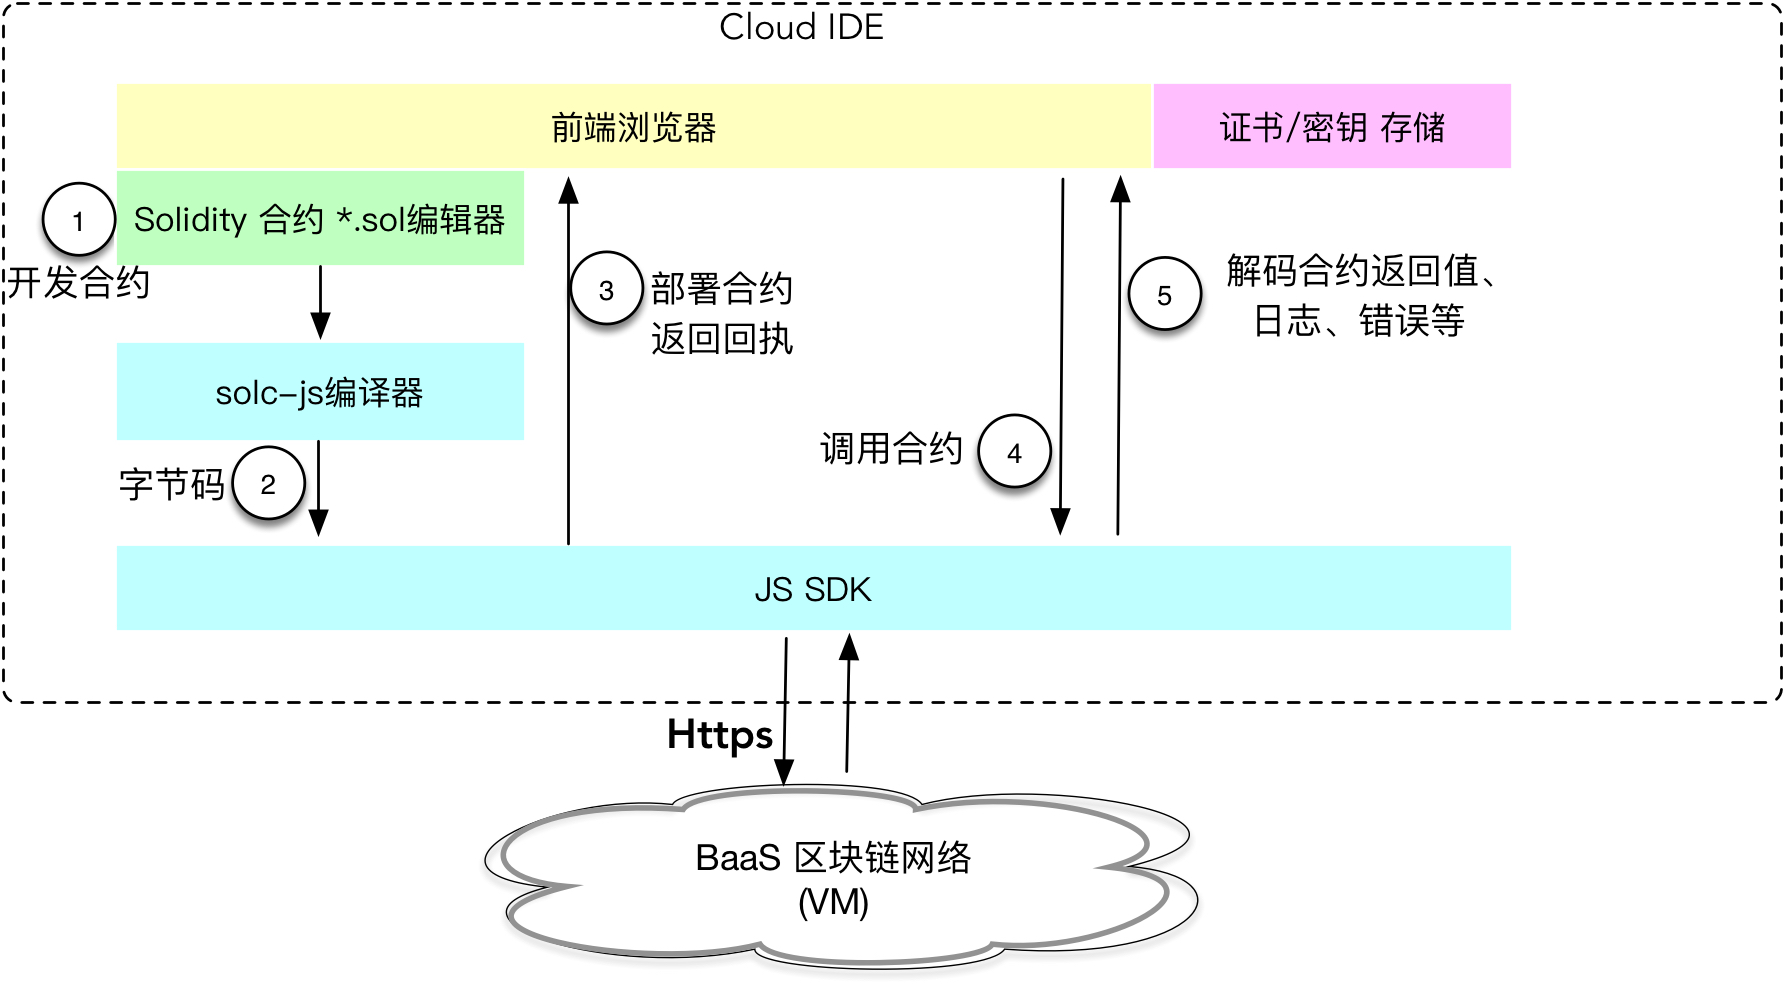 Cloud IDE
前端浏览器
证书/密钥 存储
1
Solidity 合约 *.sol编辑器
开发合约
3
部署合约
返回回执
5
解码合约返回值、
日志、错误等
solc-js编译器
调用合约
4
字节码
2
JS SDK
Https
BaaS 区块链网络
(VM)